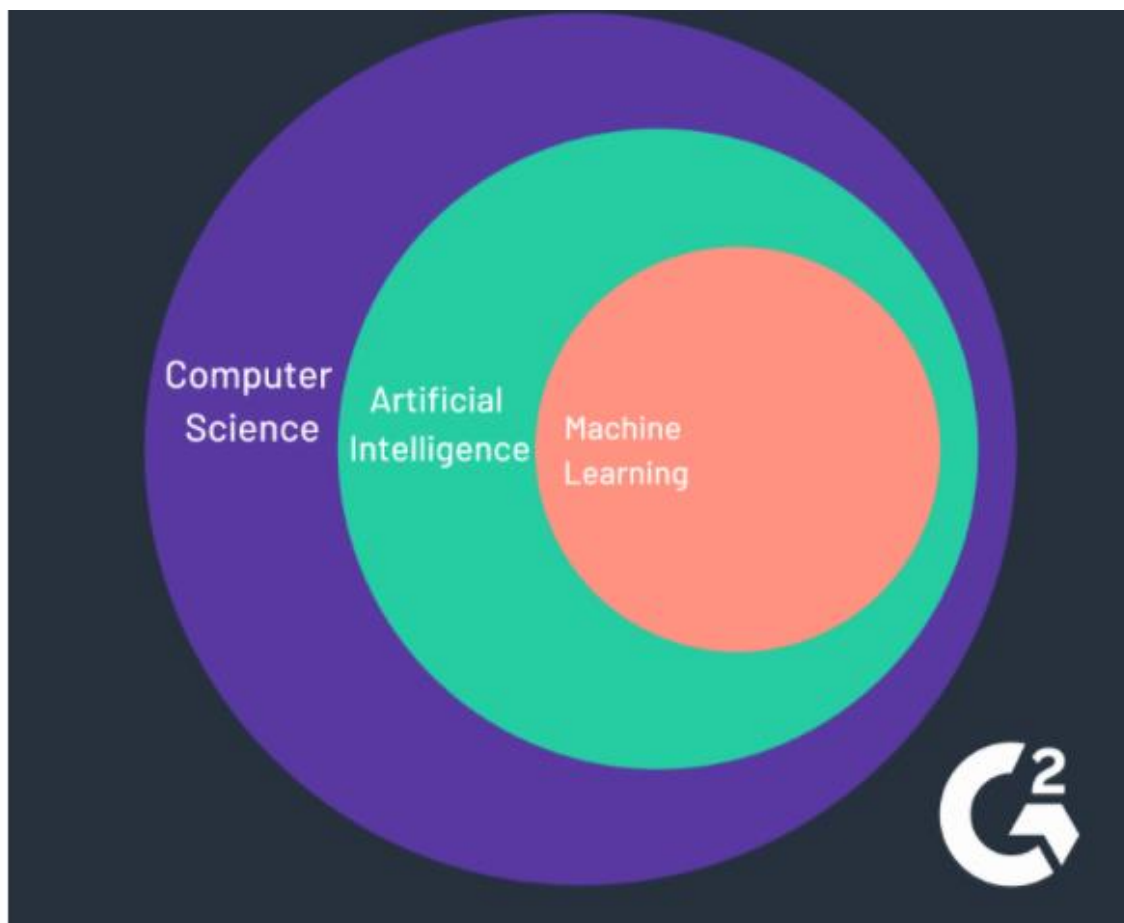 Computer
Science
Artificial
Intelligence
Machine
Learning
G2